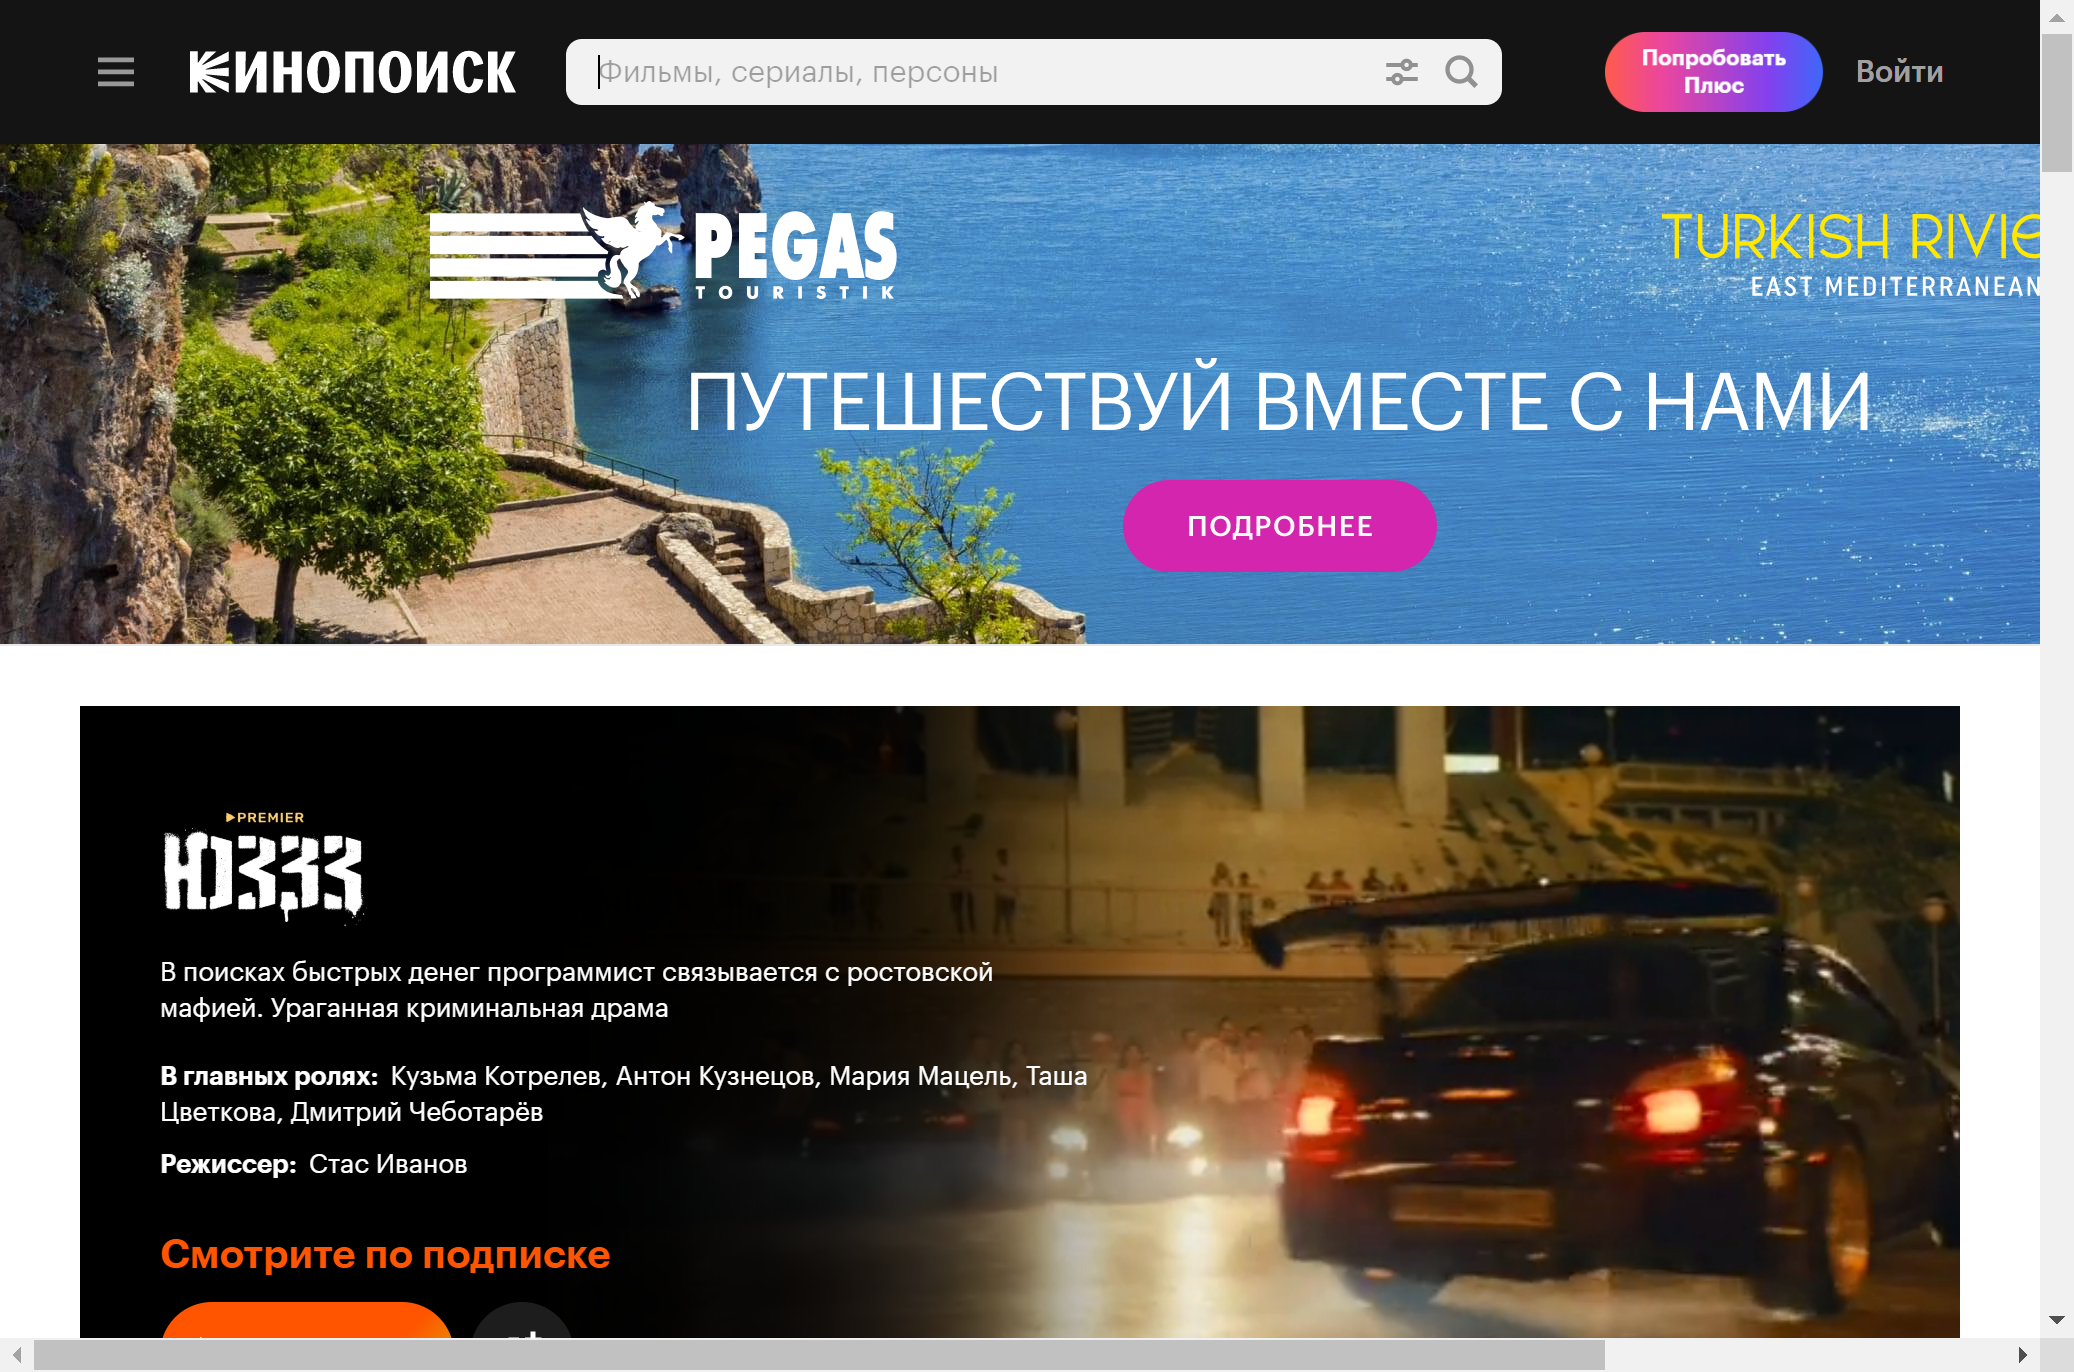 КИНОПОИСК
Фильмы, сериалы, персоны
Попробовать
Плюс
Войти
PEGAS
TOURISTIK
TURKISH RIVIE
EAST MEDITERRANEAN
ПУТЕШЕСТВУЙ ВМЕСТЕ С НАМИ
ПОДРОБНЕЕ
PREMIER
ЮЗЗЗ
В поисках быстрых денег программист связывается с ростовской
мафией. Ураганная криминальная драма
В главных ролях: Кузьма Котрелев, Антон Кузнецов, Мария Мацель, Таша
Цветкова, Дмитрий Чеботарёв
Режиссер: Стас Иванов
Смотрите по подписке